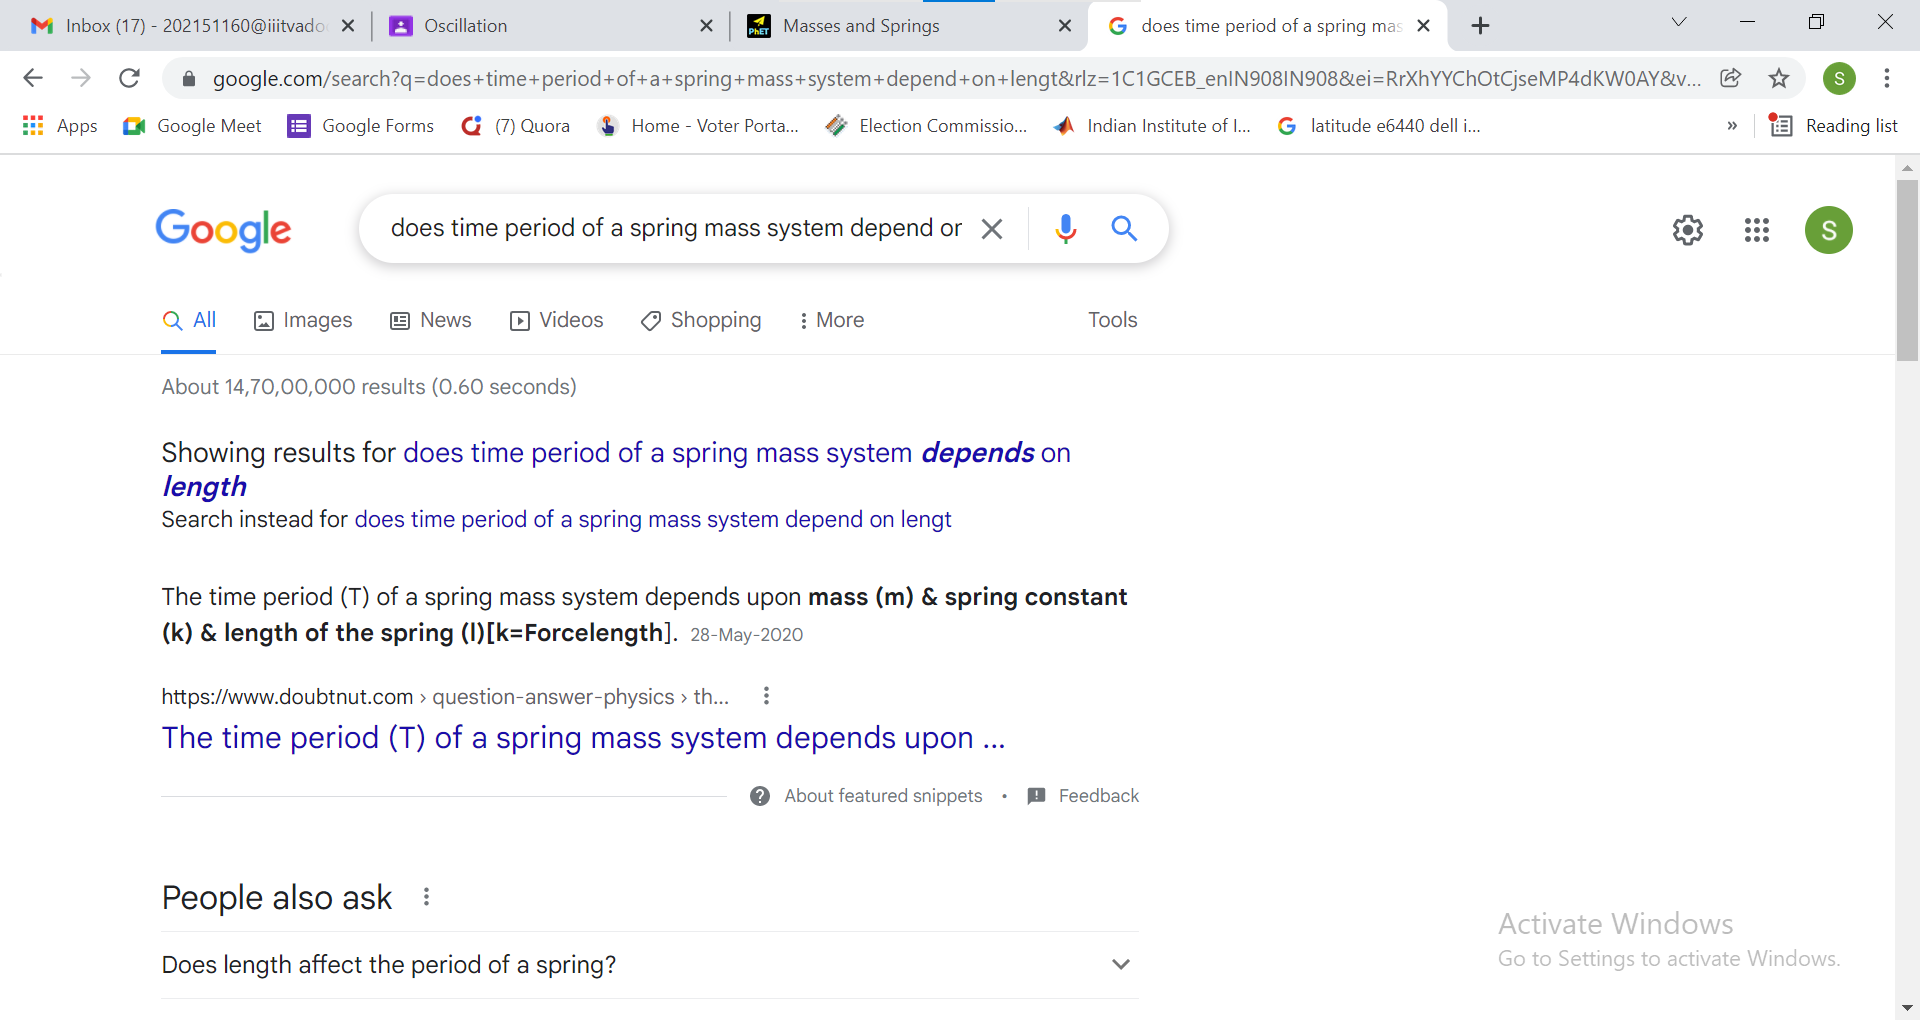 Inbox (17) - 202151160@iiitvado
Oscillation
PhET
Masses and Springs
does time period of a spring mas
google.com/search?q=does+time+period+of+a+spring+mass+system+depend+on+lengt&rlz=1C1GCEB_enIN908IN908&ei=RrXhYYChOtCjseMP4dKW0AY&v...
S
Apps
Google Meet
Google Forms
(7) Quora
Home - Voter Porta...
Election Commissio...
Indian Institute of I...
latitude e6440 dell i...
»
Reading list
Google
does time period of a spring mass system depend or
S
All
Images
News
Videos
Shopping
More
Tools
About 14,70,00,000 results (0.60 seconds)
Showing results for does time period of a spring mass system depends on
length
Search instead for does time period of a spring mass system depend on lengt
The time period (T) of a spring mass system depends upon mass (m) & spring constant
(k) & length of the spring (l)[k=Forcelength]. 28-May-2020
https://www.doubtnut.com › question-answer-physics › th...
The time period (T) of a spring mass system depends upon ...
About featured snippets • Feedback
People also ask
Does length affect the period of a spring?
Activate Windows
Go to Settings to activate Windows.